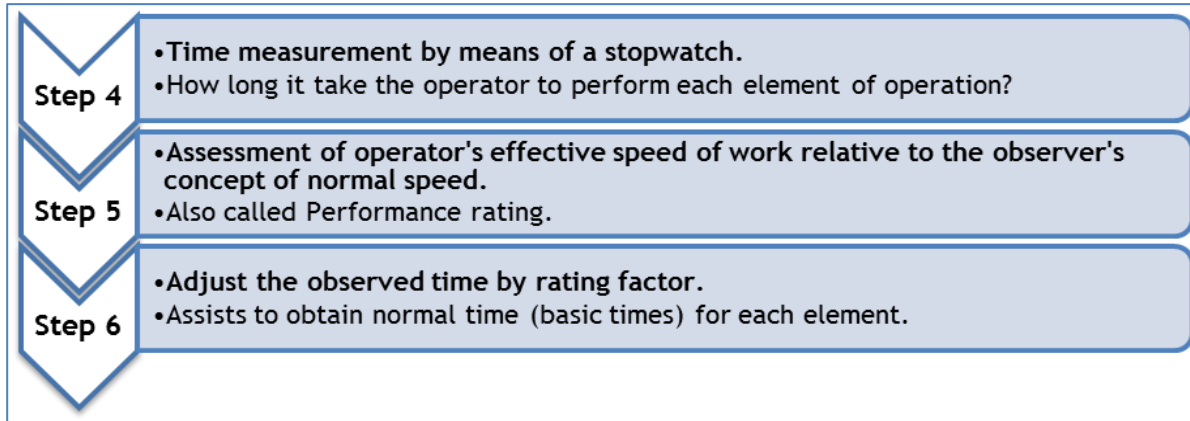 Step 4
•Time measurement by means of a stopwatch.
•How long it take the operator to perform each element of operation?
Step 5
•Assessment of operator's effective speed of work relative to the observer's
concept of normal speed.
•Also called Performance rating.
Step 6
•Adjust the observed time by rating factor.
•Assists to obtain normal time (basic times) for each element.